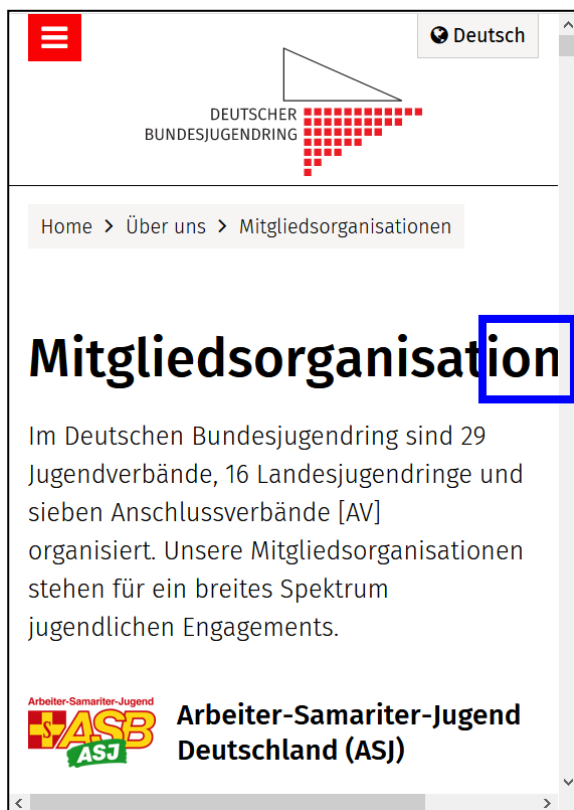 Deutsch
DEUTSCHER
BUNDESJUGENDRING
Home > Über uns > Mitgliedsorganisationen
Mitgliedsorganisation
Im Deutschen Bundesjugendring sind 29
Jugendverbände, 16 Landesjugendringe und
sieben Anschlussverbände [AV]
organisiert. Unsere Mitgliedsorganisationen
stehen für ein breites Spektrum
jugendlichen Engagements.
Arbeiter-Samariter-Jugend
S ASB
ASJ
Arbeiter-Samariter-Jugend
Deutschland (ASJ)